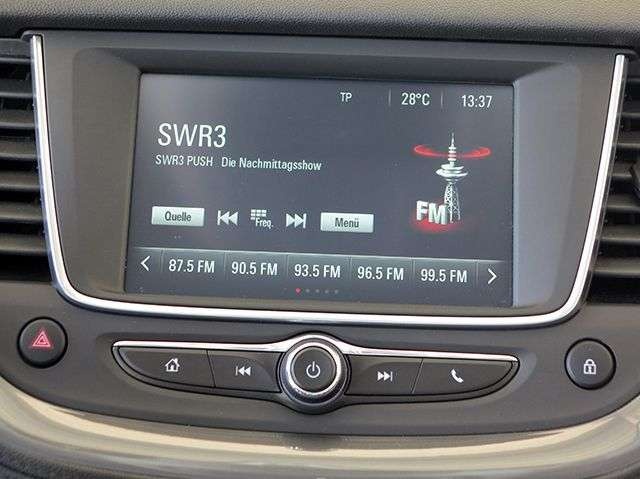 TP 28°C 13:37
SWR3
SWR3 PUSH Die Nachmittagsshow
FM
Quelle Freq. Menü
87.5 FM 90.5 FM 93.5 FM 96.5 FM 99.5 FM